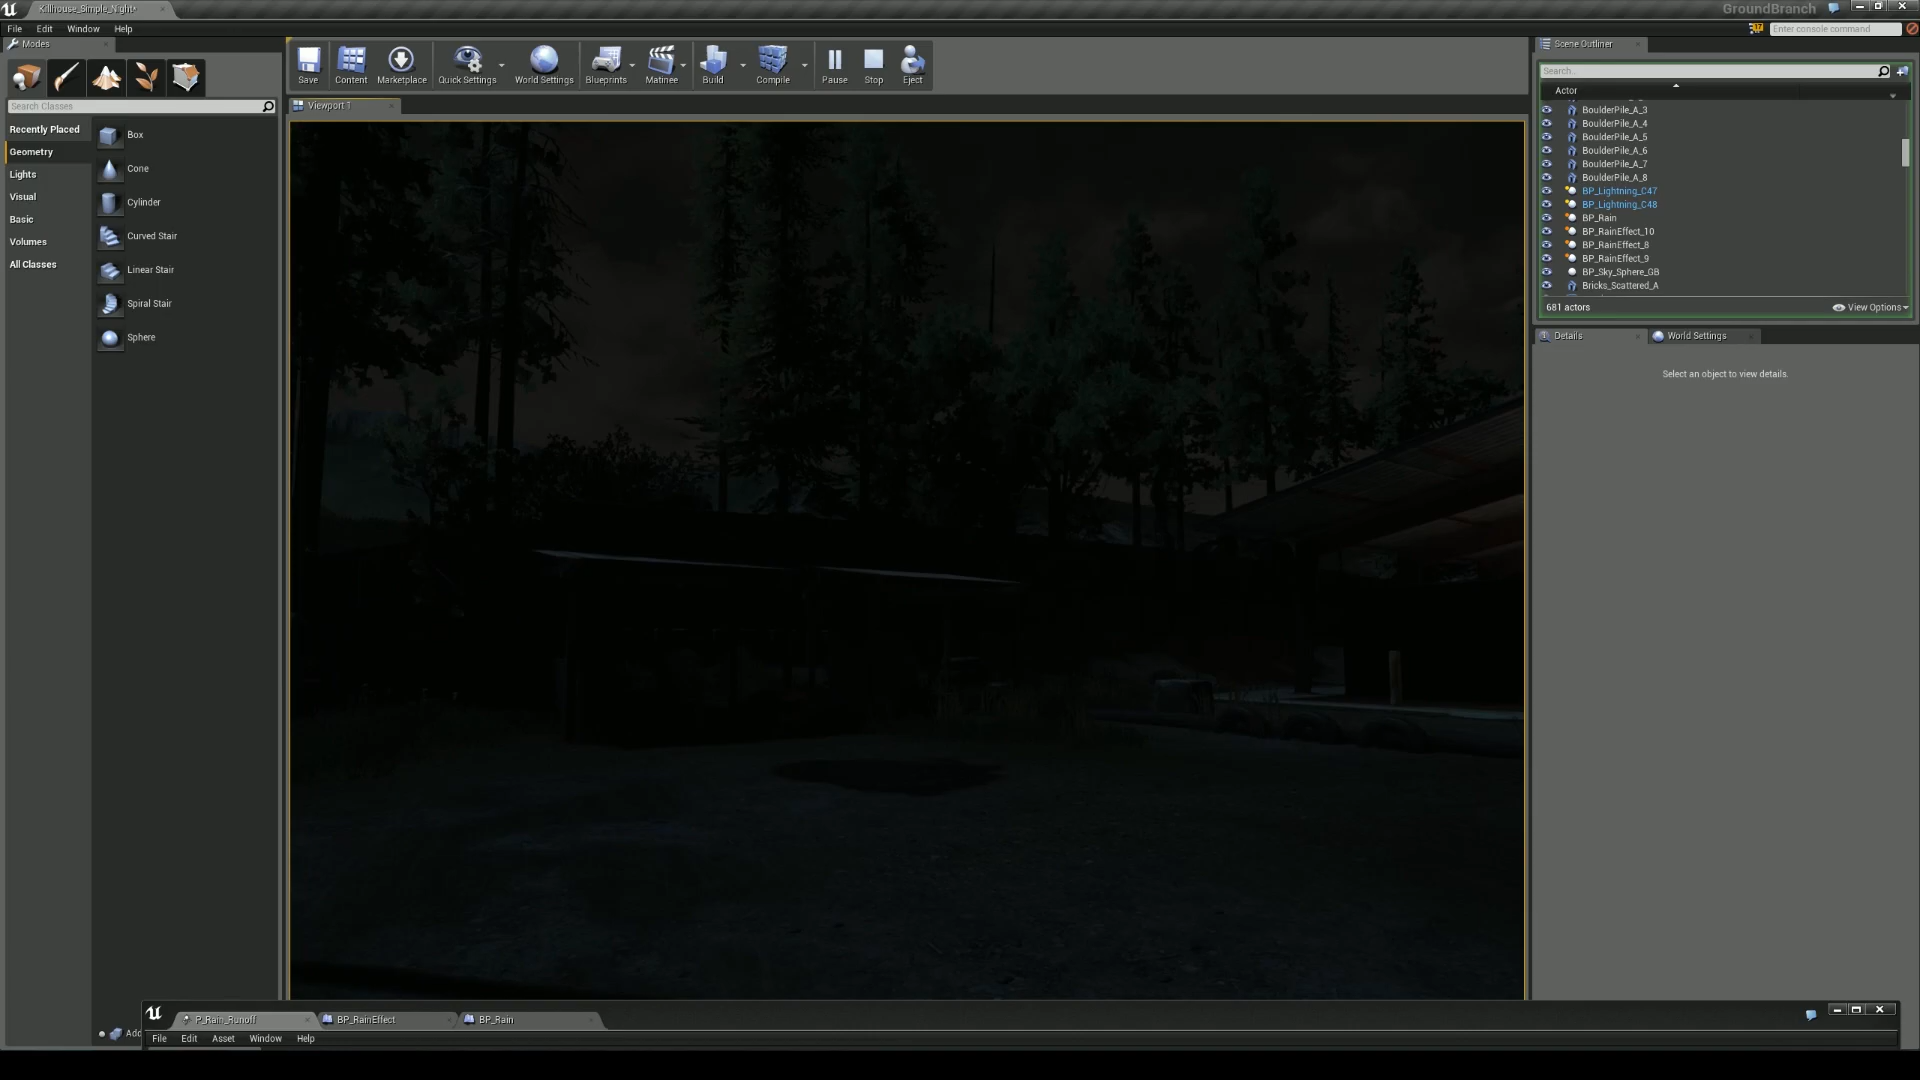 Killhouse_Simple_Night*
GroundBranch
File Edit Window Help
Enter console command
Modes
Scene Outliner
Save Content Marketplace Quick Settings World Settings Blueprints Matinee Build Compile Pause Stop Eject
Search Classes
Viewport 1
Recently Placed
Geometry
Lights
Visual
Basic
Volumes
All Classes
Box
Cone
Cylinder
Curved Stair
Linear Stair
Spiral Stair
Sphere
Search...
Actor
BoulderPile_A_3
BoulderPile_A_4
BoulderPile_A_5
BoulderPile_A_6
BoulderPile_A_7
BoulderPile_A_8
BP_Lightning_C47
BP_Lightning_C48
BP_Rain
BP_RainEffect_10
BP_RainEffect_8
BP_RainEffect_9
BP_Sky_Sphere_GB
Bricks_Scattered_A
681 actors
View Options
Details
World Settings
Select an object to view details.
P_Rain_Runoff
BP_RainEffect
BP_Rain
File Edit Asset Window Help